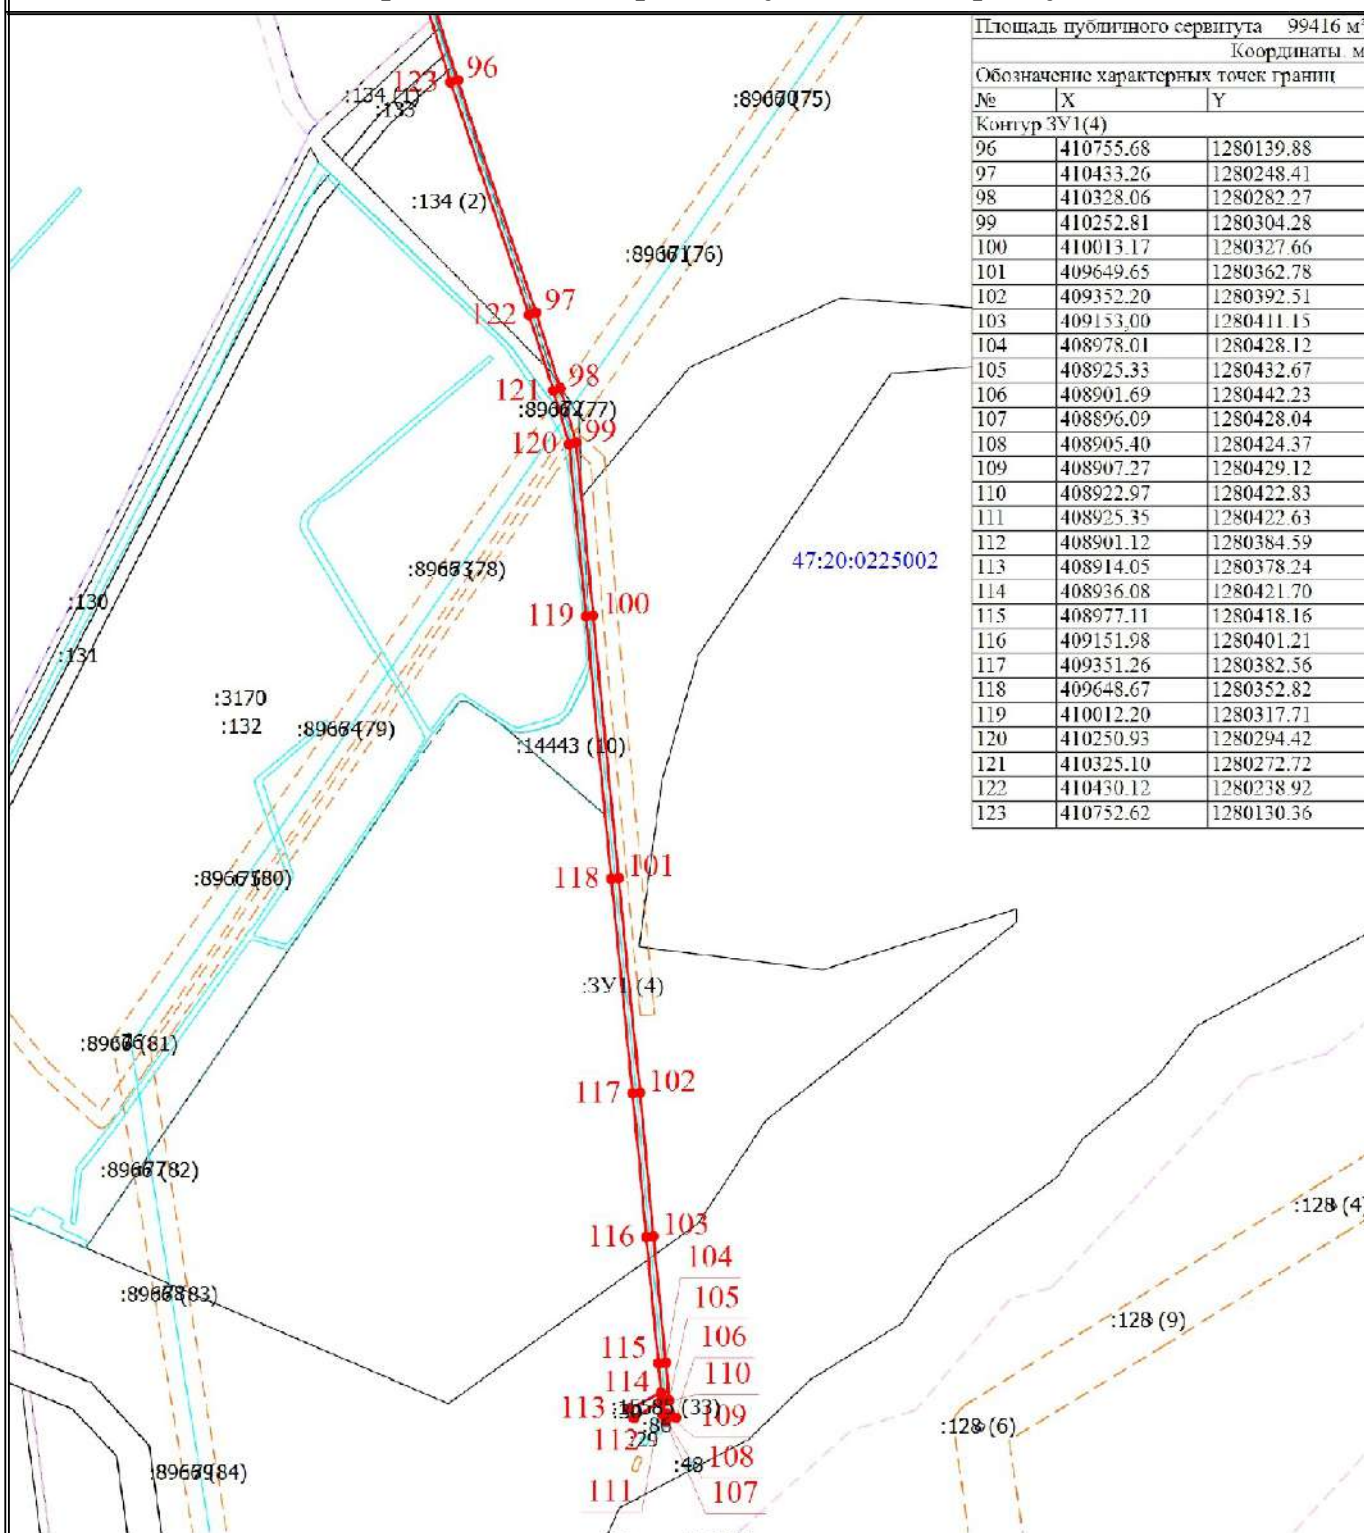 Площадь публичного сервитута 99416 м²
Координаты, м
Обозначение характерных точек границ
№ X Y
Контур ЗУ1(4)
96 410755.68 1280139.88
97 410433.26 1280248.41
98 410328.06 1280282.27
99 410252.81 1280304.28
100 410013.17 1280327.66
101 409649.65 1280362.78
102 409352.20 1280392.51
103 409153,00 1280411.15
104 408978.01 1280428.12
105 408925.33 1280432.67
106 408901.69 1280442.23
107 408896.09 1280428.04
108 408905.40 1280424.37
109 408907.27 1280429.12
110 408922.97 1280422.83
111 408925.35 1280422.63
112 408901.12 1280384.59
113 408914.05 1280378.24
114 408936.08 1280421.70
115 408977.11 1280418.16
116 409151.98 1280401.21
117 409351.26 1280382.56
118 409648.67 1280352.82
119 410012.20 1280317.71
120 410250.93 1280294.42
121 410325.10 1280272.72
122 410430.12 1280238.92
123 410752.62 1280130.36
123 96
:134 (1)
:133
:134 (2)
122 97
121 98
120 99
47:20:0225002
:130
119 100
:131
:3170
:132
:14443 (10)
118 101
:ЗУ1 (4)
117 102
116 103
104
105
106
115
110
114
113
109
112
:86
:29
:48
108
111
107
:128 (4)
:128 (9)
:128 (6)